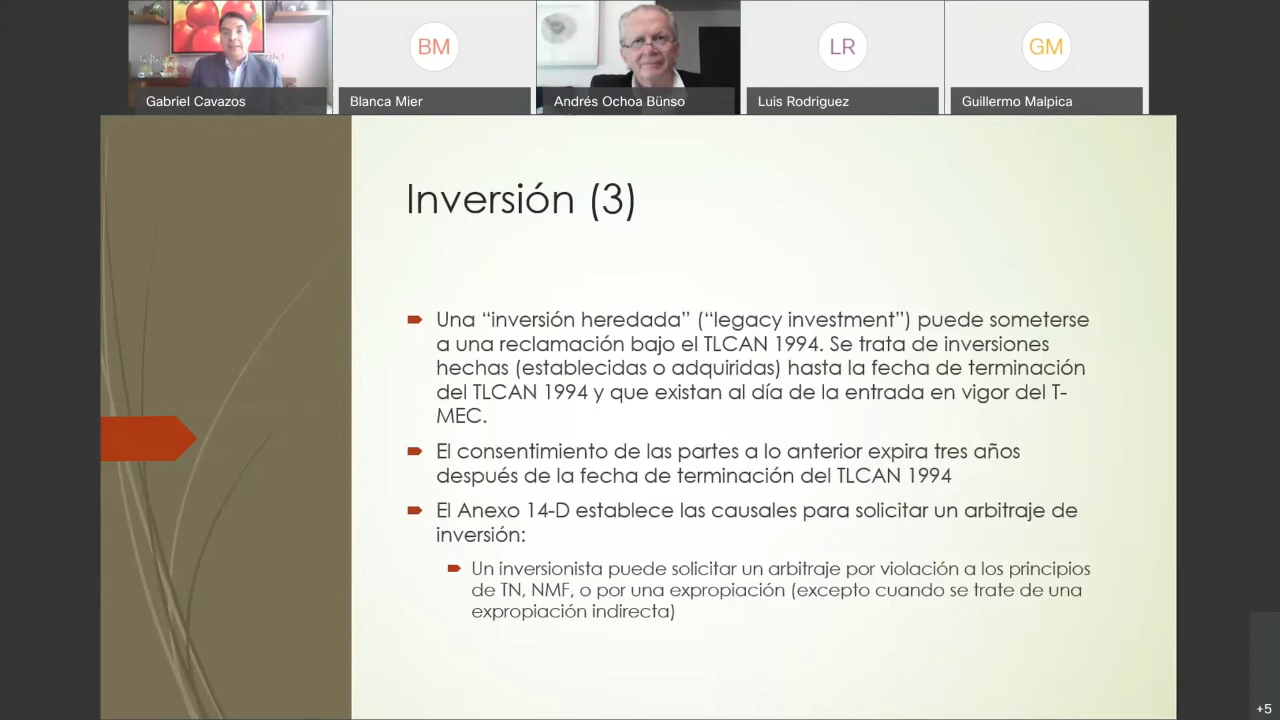 BM
LR
GM
Gabriel Cavazos
Blanca Mier
Andrés Ochoa Bünso
Luis Rodriguez
Guillermo Malpica
Inversión (3)
Una “inversión heredada” (“legacy investment”) puede someterse
a una reclamación bajo el TLCAN 1994. Se trata de inversiones
hechas (establecidas o adquiridas) hasta la fecha de terminación
del TLCAN 1994 y que existan al día de la entrada en vigor del T-
MEC.
El consentimiento de las partes a lo anterior expira tres años
después de la fecha de terminación del TLCAN 1994
El Anexo 14-D establece las causales para solicitar un arbitraje de
inversión:
Un inversionista puede solicitar un arbitraje por violación a los principios
de TN, NMF, o por una expropiación (excepto cuando se trate de una
expropiación indirecta)
+5